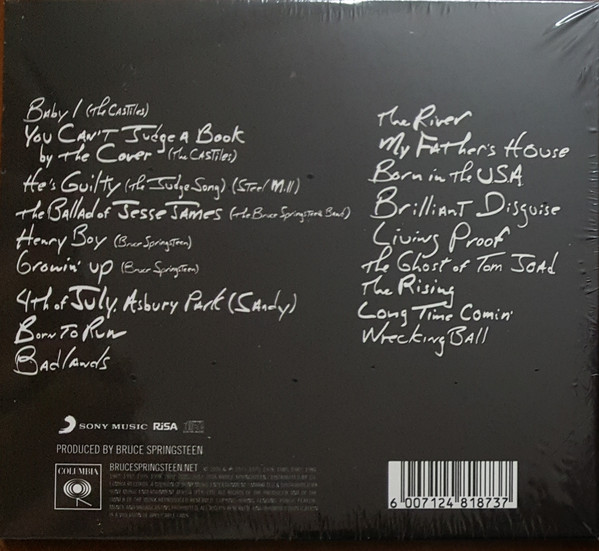 Baby I (The Castiles)
You Can't Judge a Book
by the Cover (The Castiles)
He's Guilty (The Judge Song) (Steel Mill)
The Ballad of Jesse James (The Bruce Springsteen Band)
Henry Boy (Bruce Springsteen)
Growin' up (Bruce Springsteen)
4th of July, Asbury Park (Sandy)
Born To Run
Badlands
The River
My Father's House
Born in the USA
Brilliant Disguise
Living Proof
The Ghost of Tom Joad
The Rising
Long Time Comin'
Wrecking Ball
SONY MUSIC RiSA
PRODUCED BY BRUCE SPRINGSTEEN
COLUMBIA
BRUCESPRINGSTEEN.NET
6 007124 818737